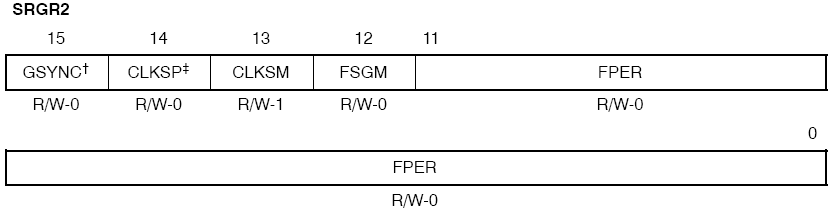 SRGR2
15 14 13 12 11
GSYNC† CLKSP‡ CLKSM FSGM FPER
R/W-0 R/W-0 R/W-1 R/W-0 R/W-0
0
FPER
R/W-0